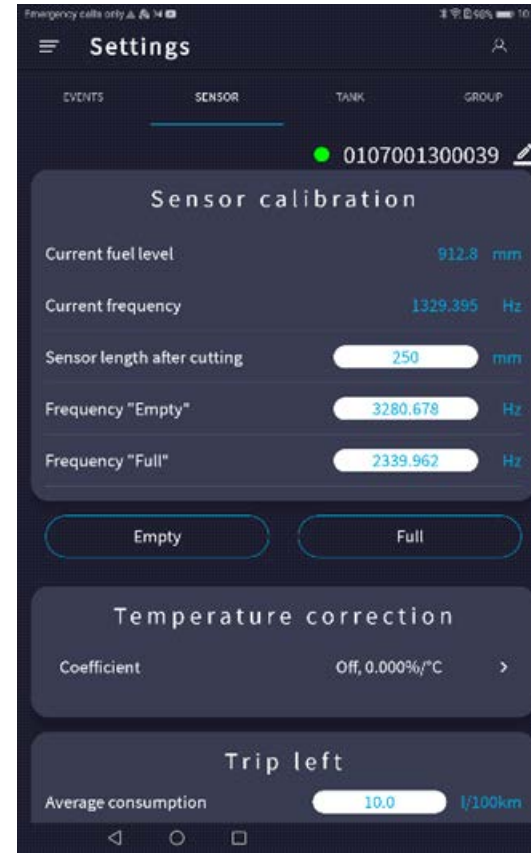 Emergency calls only 98% 10
Settings
EVENTS SENSOR TANK GROUP
0107001300039
Sensor calibration
Current fuel level 912.8 mm
Current frequency 1329.395 Hz
Sensor length after cutting 250 mm
Frequency "Empty" 3280.678 Hz
Frequency "Full" 2339.962 Hz
Empty Full
Temperature correction
Coefficient Off, 0.000%/°C >
Trip left
Average consumption 10.0 l/100km